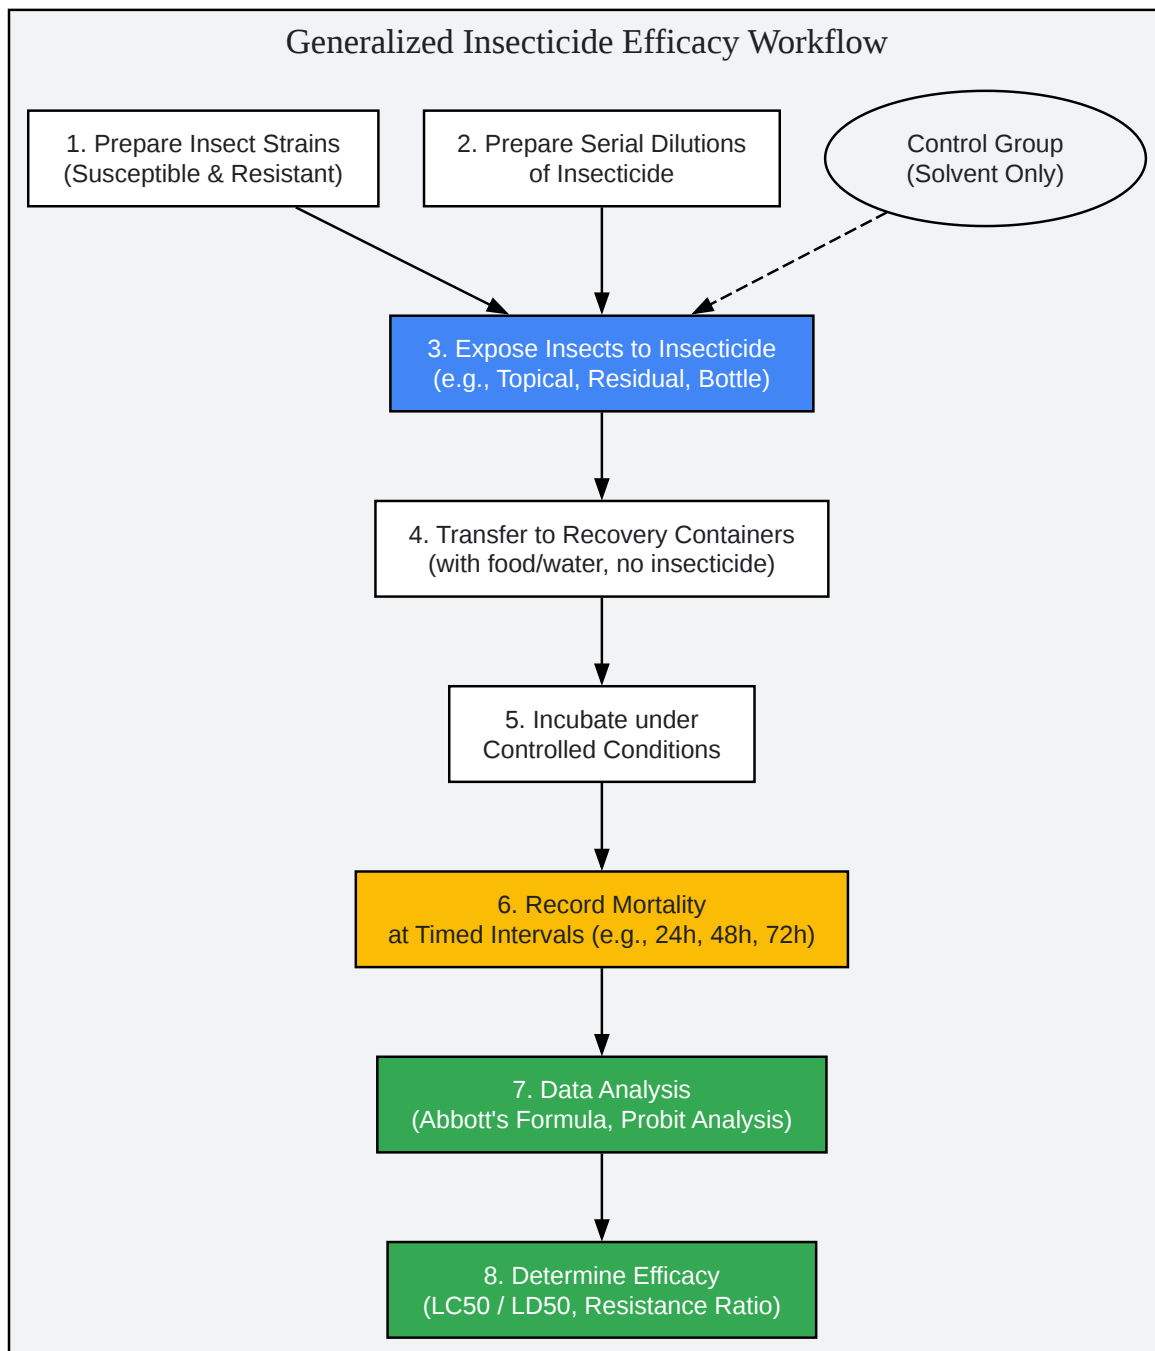 Generalized Insecticide Efficacy Workflow
1. Prepare Insect Strains
(Susceptible & Resistant)
2. Prepare Serial Dilutions
of Insecticide
Control Group
(Solvent Only)
3. Expose Insects to Insecticide
(e.g., Topical, Residual, Bottle)
4. Transfer to Recovery Containers
(with food/water, no insecticide)
5. Incubate under
Controlled Conditions
6. Record Mortality
at Timed Intervals (e.g., 24h, 48h, 72h)
7. Data Analysis
(Abbott's Formula, Probit Analysis)
8. Determine Efficacy
(LC50 / LD50, Resistance Ratio)